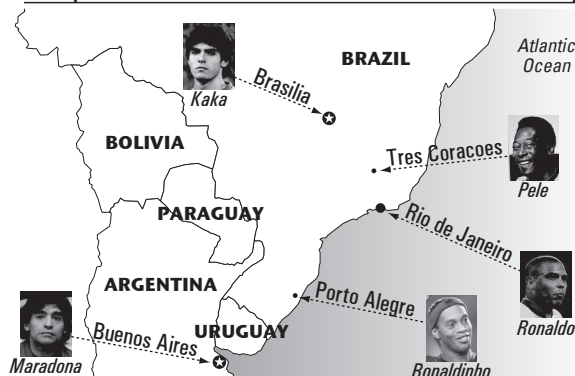 BRAZIL
Atlantic
Ocean
Kaka
Brasilia
BOLIVIA
Tres Coracoes
Pele
PARAGUAY
Rio de Janeiro
ARGENTINA
Porto Alegre
Ronaldo
URUGUAY
Buenos Aires
Maradona
Ronaldinho